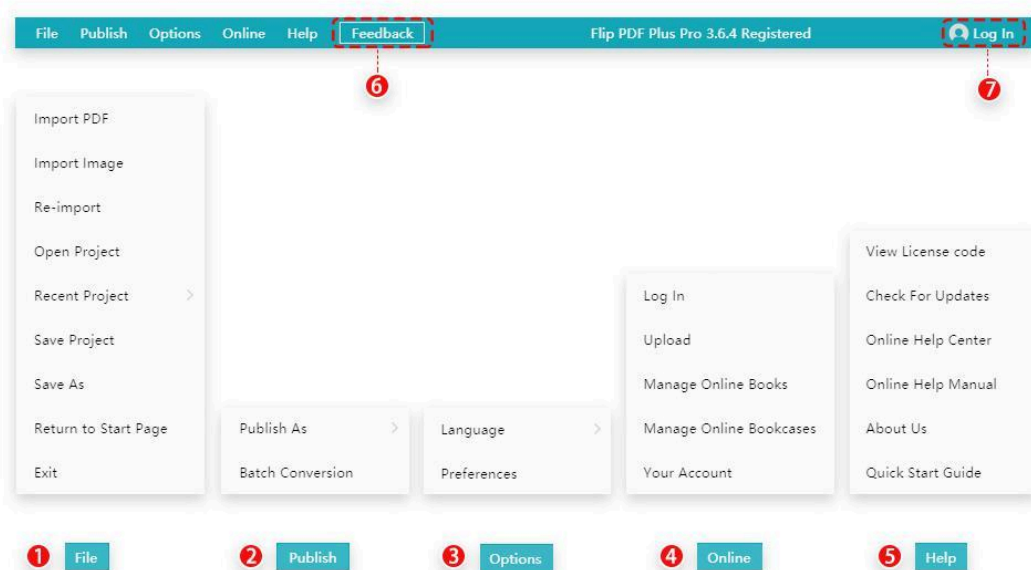 File Publish Options Online Help Feedback Flip PDF Plus Pro 3.6.4 Registered Log In
6
7
Import PDF
Import Image
Re-import
Open Project
Recent Project
Save Project
Save As
Return to Start Page
Exit
1 File
Publish As
Batch Conversion
2 Publish
Language
Preferences
3 Options
Log In
Upload
Manage Online Books
Manage Online Bookcases
Your Account
4 Online
View License code
Check For Updates
Online Help Center
Online Help Manual
About Us
Quick Start Guide
5 Help